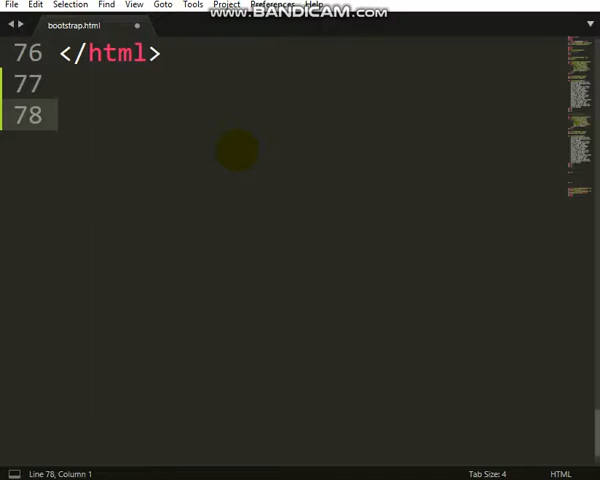 File Edit Selection Find View Goto Tools Project Preferences Help
www.BANDICAM.com
bootstrap.html
76 </html>
77
78
Line 78, Column 1
Tab Size: 4
HTML